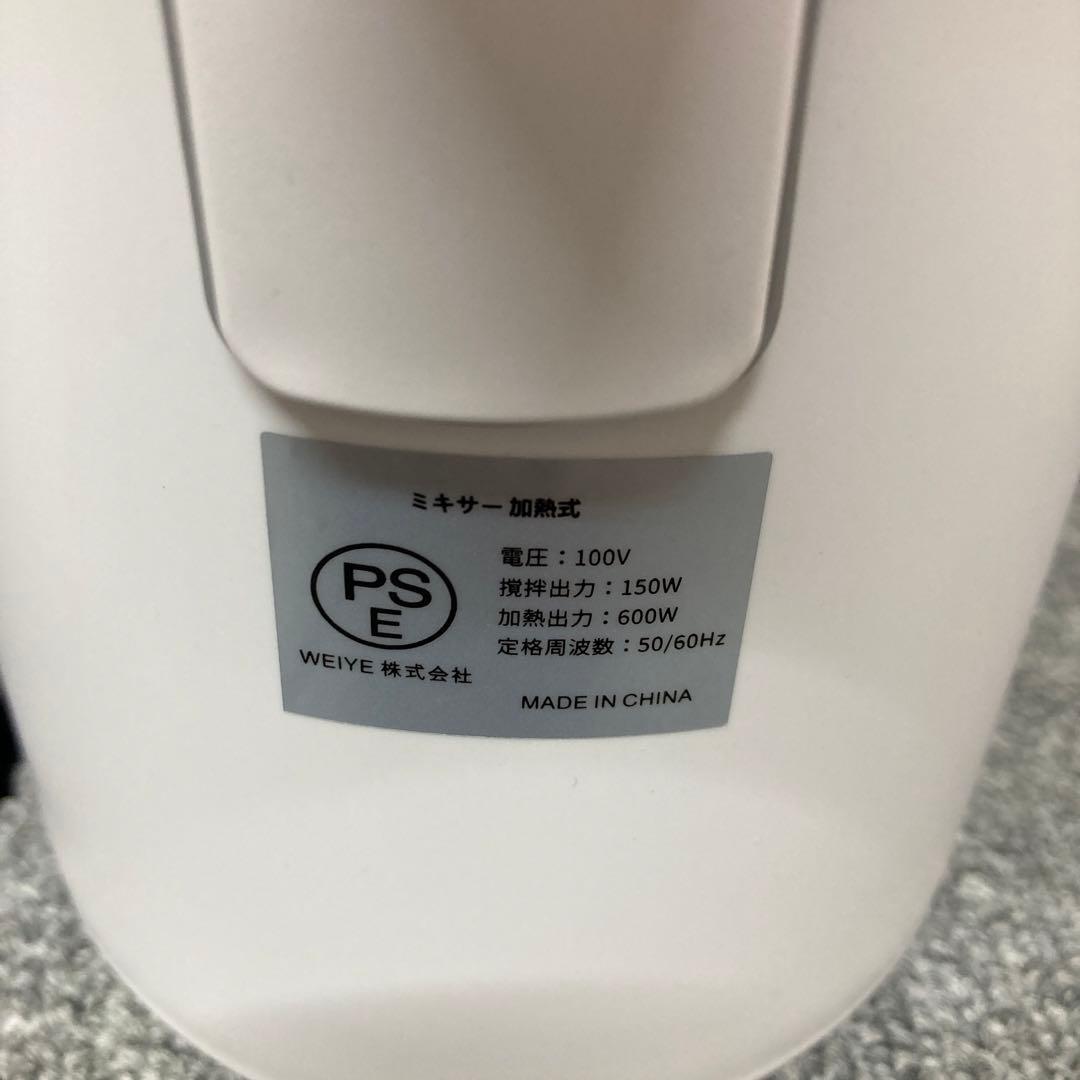 ミキサー 加熱式
PS
E
WEIYE 株式会社
電圧：100V
撹拌出力：150W
加熱出力：600W
定格周波数：50/60Hz
MADE IN CHINA